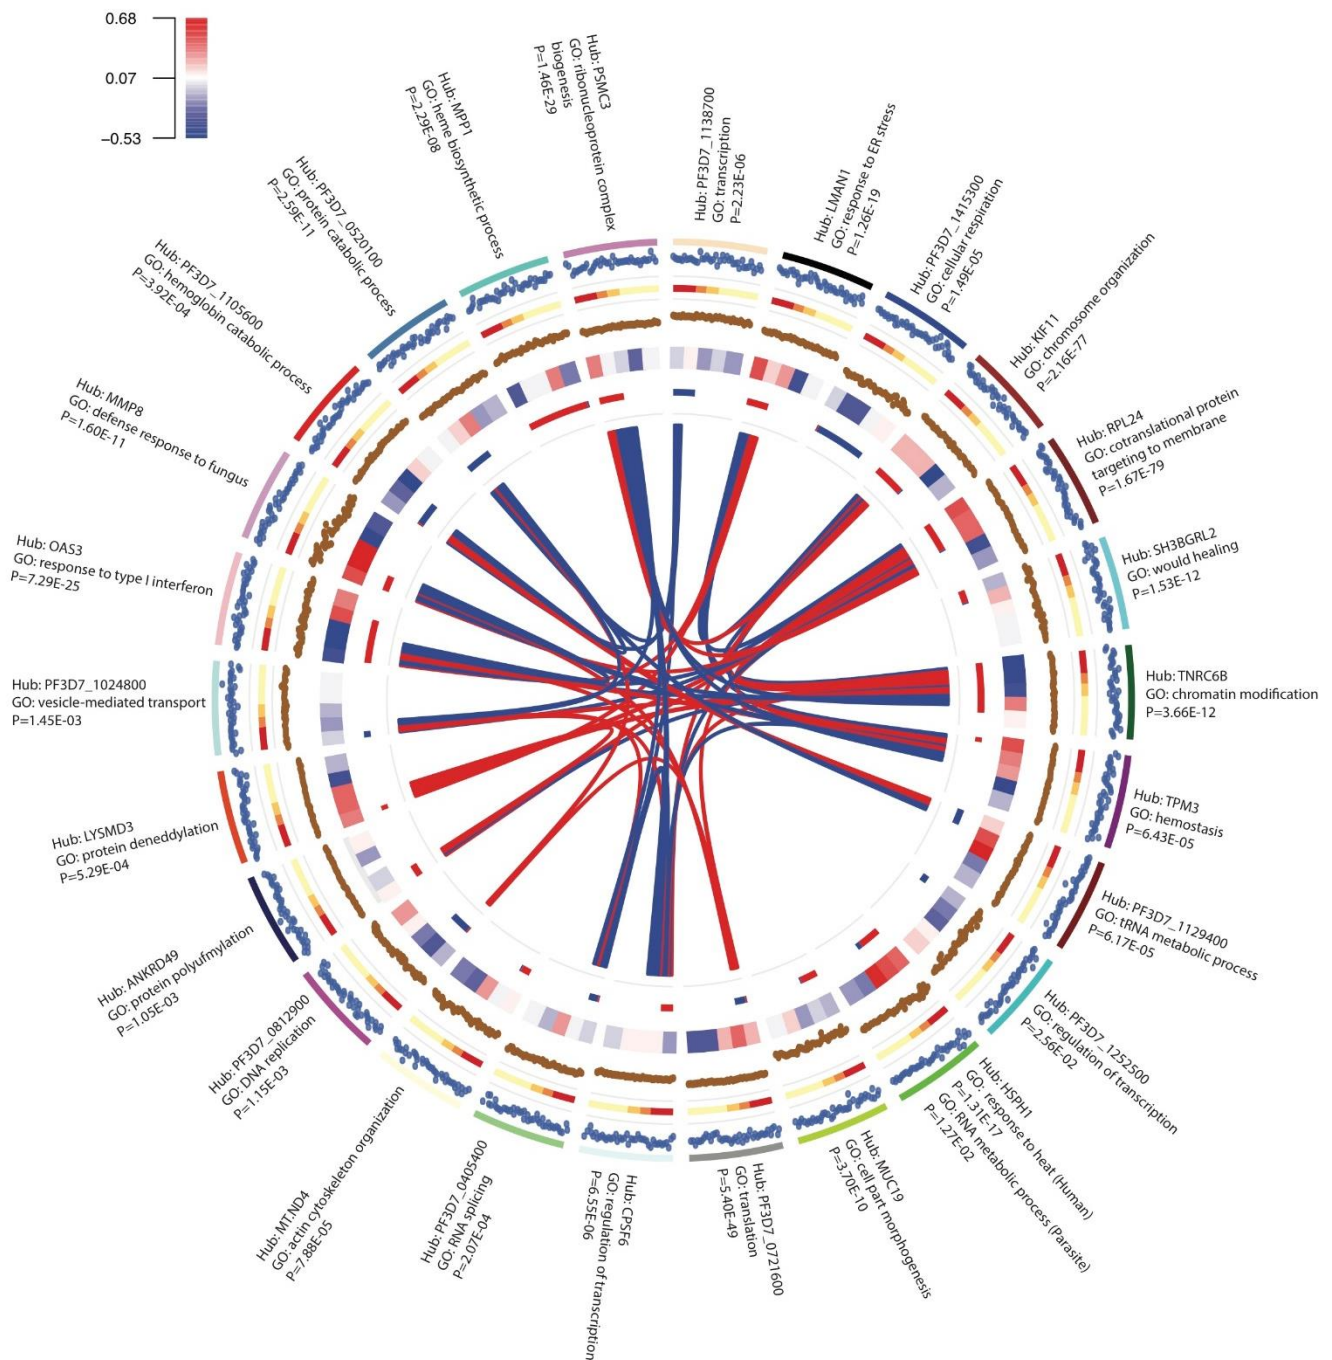 0.68
0.07
−0.53
Hub: PSMC3
GO: ribonucleoprotein complex
biogenesis
P=1.46E-29
Hub: PF3D7_1138700
GO: transcription
P=2.23E-06
Hub: LMAN1
GO: response to ER stress
P=1.26E-19
Hub: PF3D7_1415300
GO: cellular respiration
P=1.49E-05
Hub: KIF11
GO: chromosome organization
P=2.16E-77
Hub: RPL24
GO: cotranslational protein
targeting to membrane
P=1.67E-79
Hub: SH3BGRL2
GO: would healing
P=1.53E-12
Hub: TNRC6B
GO: chromatin modification
P=3.66E-12
Hub: TPM3
GO: hemostasis
P=6.43E-05
Hub: PF3D7_1129400
GO: tRNA metabolic process
P=6.17E-05
Hub: PF3D7_1252500
GO: regulation of transcription
P=2.56E-02
Hub: HSPH1
GO: response to heat (Human)
P=1.31E-17
GO: RNA metabolic process (Parasite)
P=1.27E-02
Hub: MUC19
GO: cell part morphogenesis
P=3.70E-10
Hub: PF3D7_0721600
GO: translation
P=5.40E-49
Hub: CPSF6
GO: regulation of transcription
P=6.55E-06
Hub: PF3D7_0405400
GO: RNA splicing
P=2.07E-04
Hub: MT.ND4
GO: actin cytoskeleton organization
P=7.88E-05
Hub: PF3D7_0812900
GO: DNA replication
P=1.15E-03
Hub: ANKRD49
GO: protein polyufmylation
P=1.05E-03
Hub: LYSMD3
GO: protein deneddylation
P=5.29E-04
Hub: PF3D7_1024800
GO: vesicle-mediated transport
P=1.45E-03
Hub: OAS3
GO: response to type I interferon
P=7.29E-25
Hub: MMP8
GO: defense response to fungus
P=1.60E-11
Hub: PF3D7_1105600
GO: hemoglobin catabolic process
P=3.92E-04
Hub: PF3D7_0520100
GO: protein catabolic process
P=2.59E-11
Hub: MPP1
GO: heme biosynthetic process
P=2.29E-08